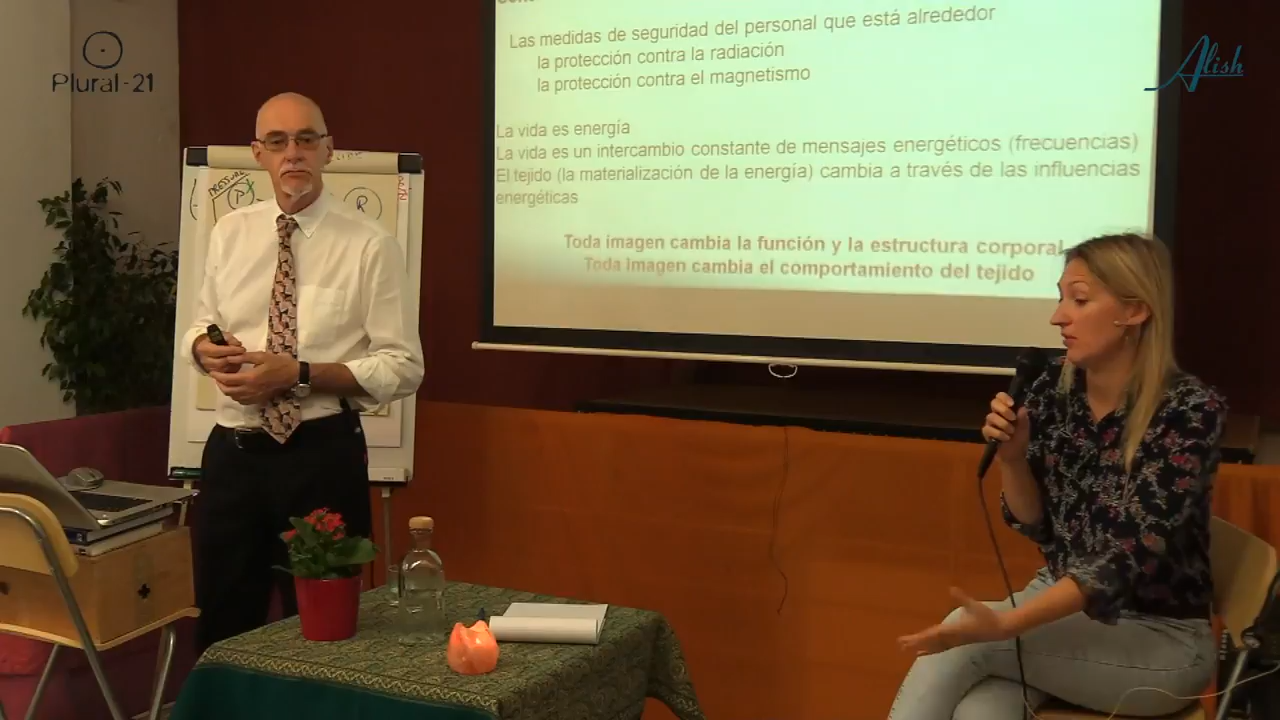 Plural-21
Alish
Las medidas de seguridad del personal que está alrededor
la protección contra la radiación
la protección contra el magnetismo
La vida es energía
La vida es un intercambio constante de mensajes energéticos (frecuencias)
El tejido (la materialización de la energía) cambia a través de las influencias
energéticas
Toda imagen cambia la función y la estructura corporal
Toda imagen cambia el comportamiento del tejido
PRESSURE
P
R